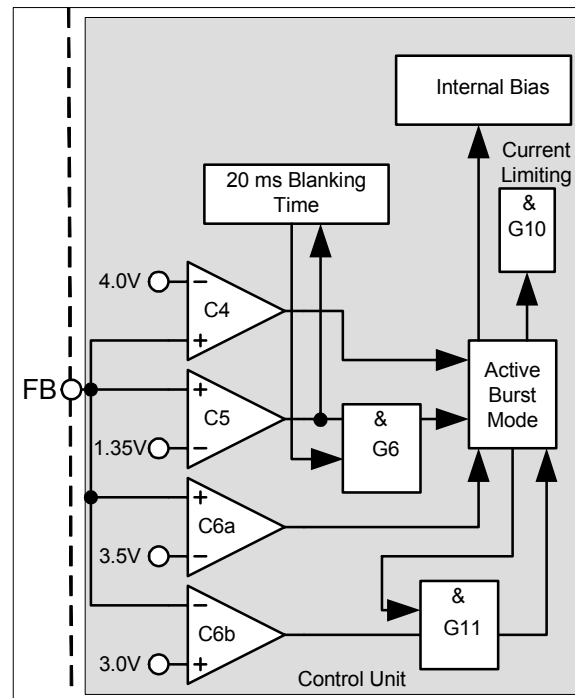 Internal Bias
Current
Limiting
20 ms Blanking
Time
&
G10
4.0V
−
C4
+
FB
+
C5
1.35V
−
&
G6
Active
Burst
Mode
+
C6a
3.5V
−
−
C6b
3.0V
+
&
G11
Control Unit